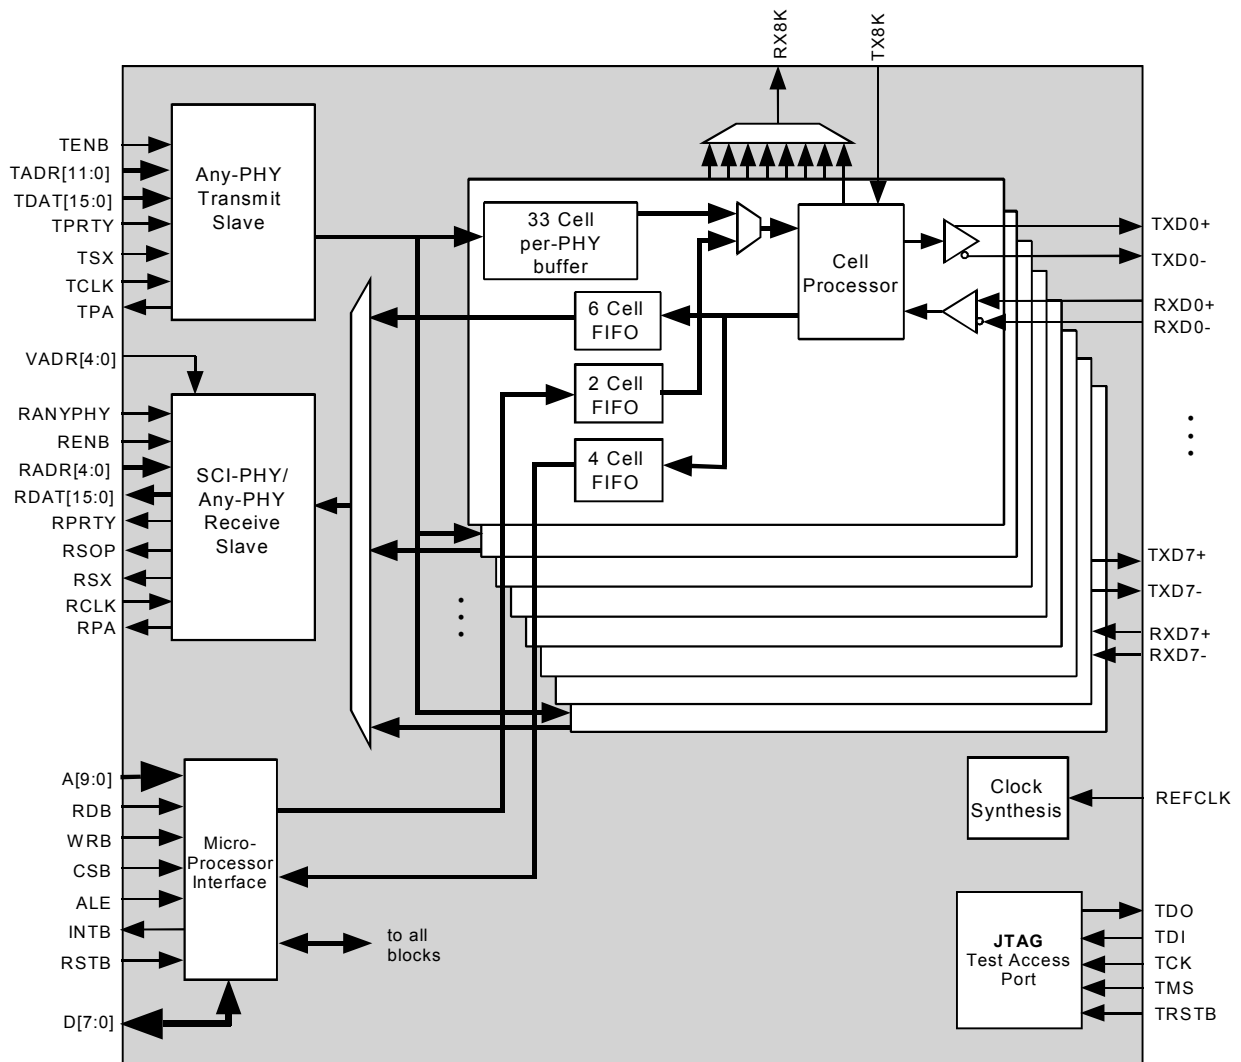 RX8K
TX8K
TENB
TADR[11:0]
TDAT[15:0]
TPRTY
TSX
TCLK
TPA
Any-PHY
Transmit
Slave
33 Cell
per-PHY
buffer
Cell
Processor
6 Cell
FIFO
2 Cell
FIFO
4 Cell
FIFO
TXD0+
TXD0-
RXD0+
RXD0-
VADR[4:0]
RANYPHY
RENB
RADR[4:0]
RDAT[15:0]
RPRTY
RSOP
RSX
RCLK
RPA
SCI-PHY/
Any-PHY
Receive
Slave
TXD7+
TXD7-
RXD7+
RXD7-
A[9:0]
RDB
WRB
CSB
ALE
INTB
RSTB
D[7:0]
Micro-
Processor
Interface
to all
blocks
Clock
Synthesis
REFCLK
JTAG
Test Access
Port
TDO
TDI
TCK
TMS
TRSTB